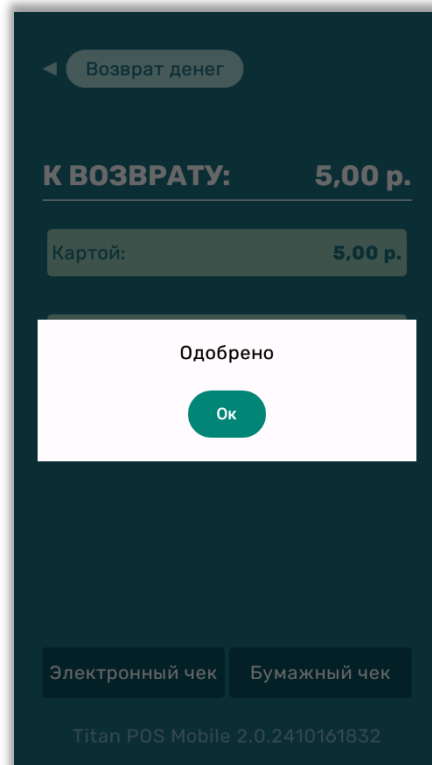 Возврат денег
К ВОЗВРАТУ: 5,00 р.
Картой: 5,00 р.
Одобрено
Ок
Электронный чек Бумажный чек
Titan POS Mobile 2.0.2410161832